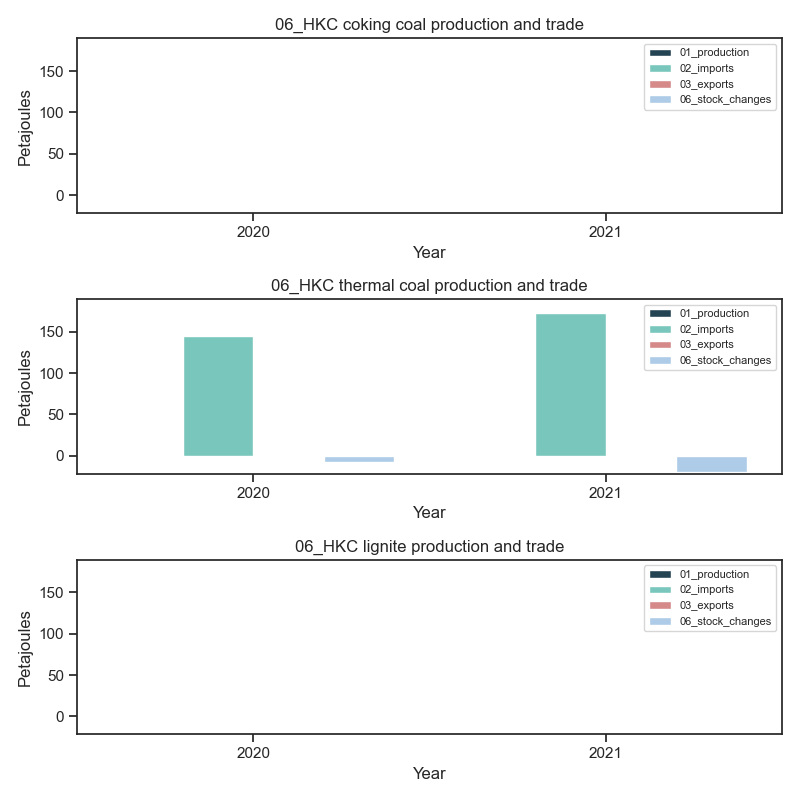 06_HKC coking coal production and trade
01_production
02_imports
03_exports
06_stock_changes
Petajoules
150
100
50
0
2020
2021
Year
06_HKC thermal coal production and trade
01_production
02_imports
03_exports
06_stock_changes
Petajoules
150
100
50
0
2020
2021
Year
06_HKC lignite production and trade
01_production
02_imports
03_exports
06_stock_changes
Petajoules
150
100
50
0
2020
2021
Year